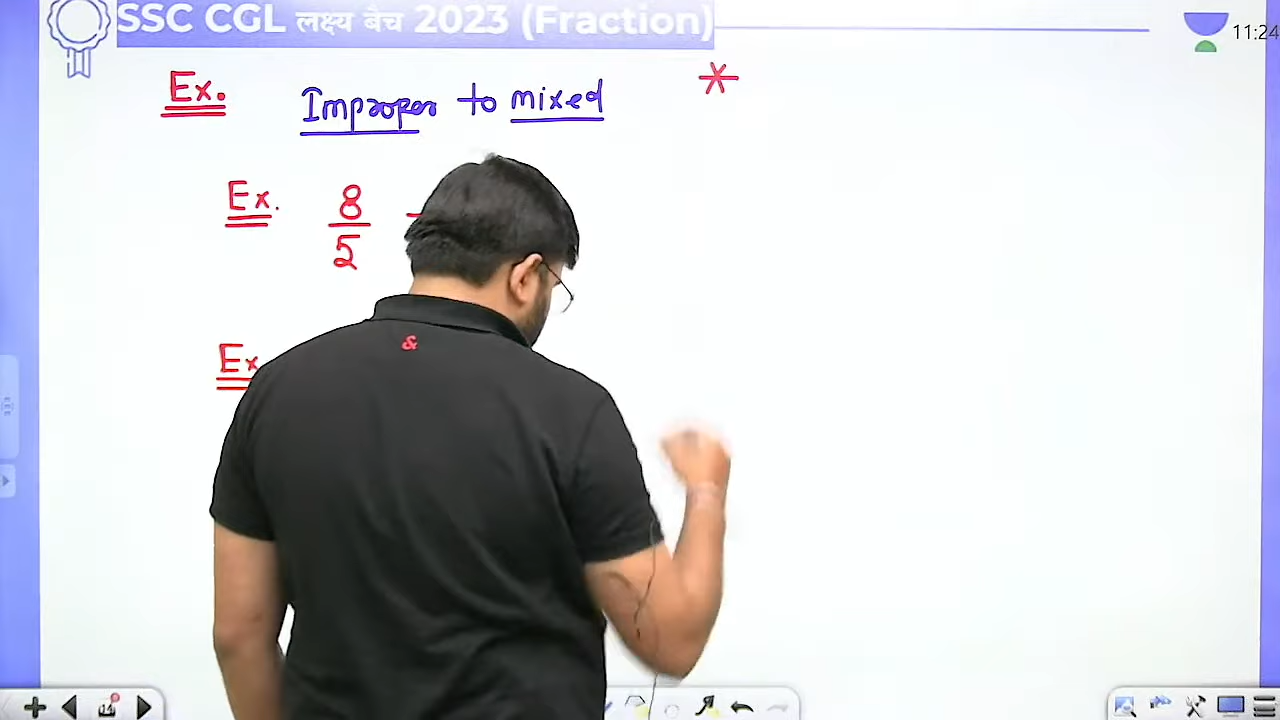 SSC CGL लक्ष्य बैच 2023 (Fraction)
11:24
Ex. Improper to mixed *
Ex. 8/5
Ex